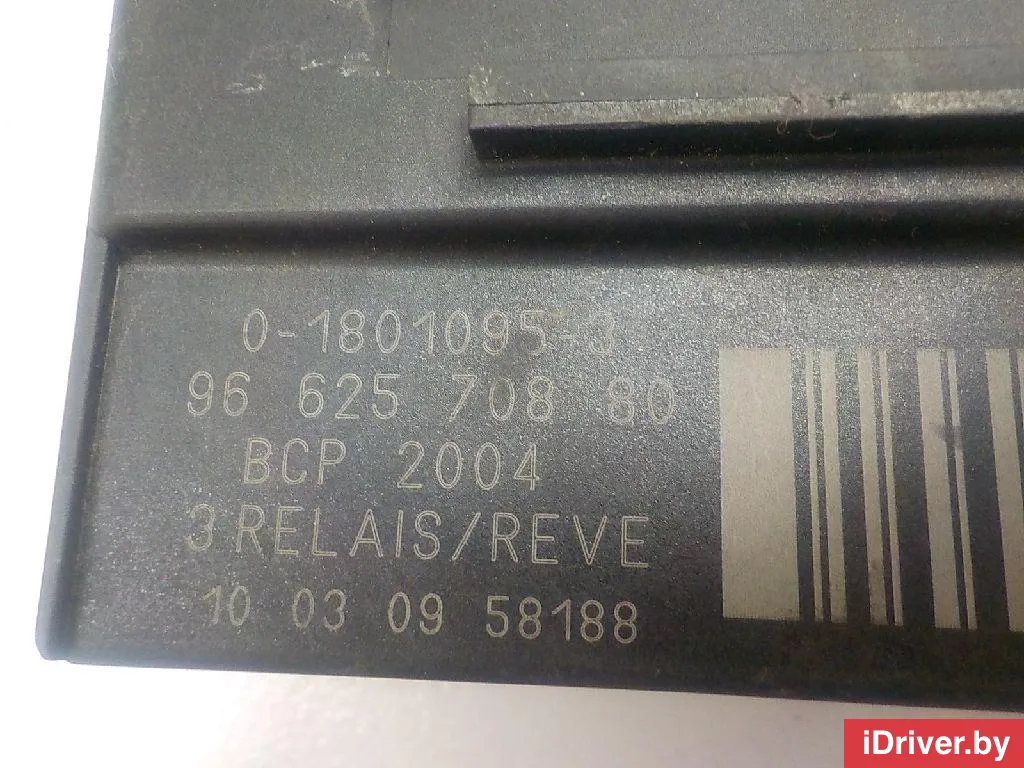 0-1801095-3
96 625 708 80
BCP 2004
3 RELAIS/REVE
10 03 09 58188
iDriver.by